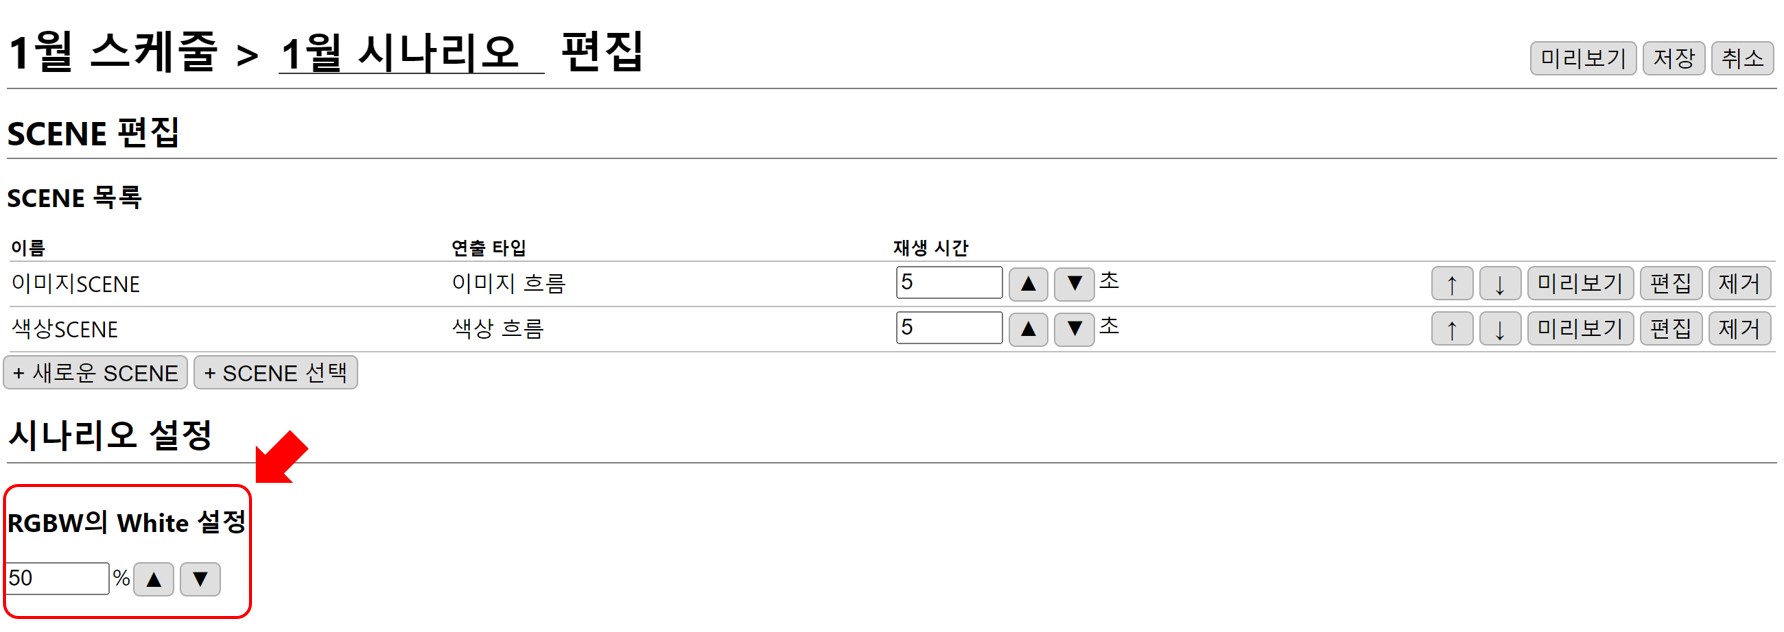 1월 스케줄 > 1월 시나리오 편집
미리보기 저장 취소
SCENE 편집
SCENE 목록
이름 연출 타입 재생 시간
이미지SCENE 이미지 흐름 5 ▲ ▼ 초 ↑ ↓ 미리보기 편집 제거
색상SCENE 색상 흐름 5 ▲ ▼ 초 ↑ ↓ 미리보기 편집 제거
+ 새로운 SCENE + SCENE 선택
시나리오 설정
RGBW의 White 설정
50 % ▲ ▼